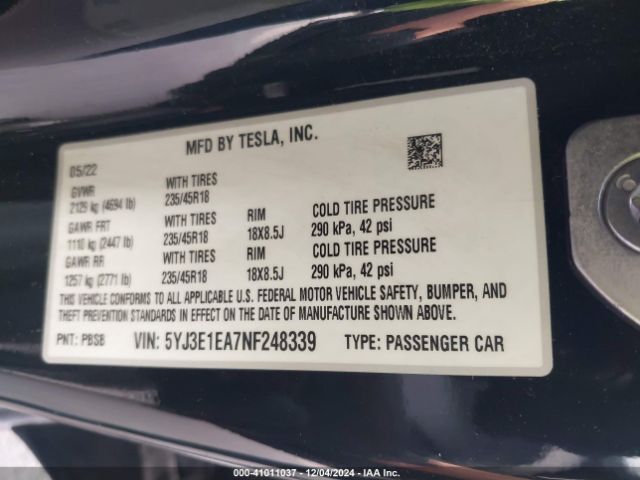 MFD BY TESLA, INC.
05/22
GVWR WITH TIRES
2129 kg (4694 lb) 235/45R18
GAWR FRT WITH TIRES RIM COLD TIRE PRESSURE
1110 kg (2447 lb) 235/45R18 18X8.5J 290 kPa, 42 psi
GAWR RR WITH TIRES RIM COLD TIRE PRESSURE
1257 kg (2771 lb) 235/45R18 18X8.5J 290 kPa, 42 psi
THIS VEHICLE CONFORMS TO ALL APPLICABLE U.S. FEDERAL MOTOR VEHICLE SAFETY, BUMPER, AND
THEFT PREVENTION STANDARDS IN EFFECT ON THE DATE OF MANUFACTURE SHOWN ABOVE.
PNT: PBSB VIN: 5YJ3E1EA7NF248339 TYPE: PASSENGER CAR
000-41011037 - 12/04/2024 - IAA Inc.